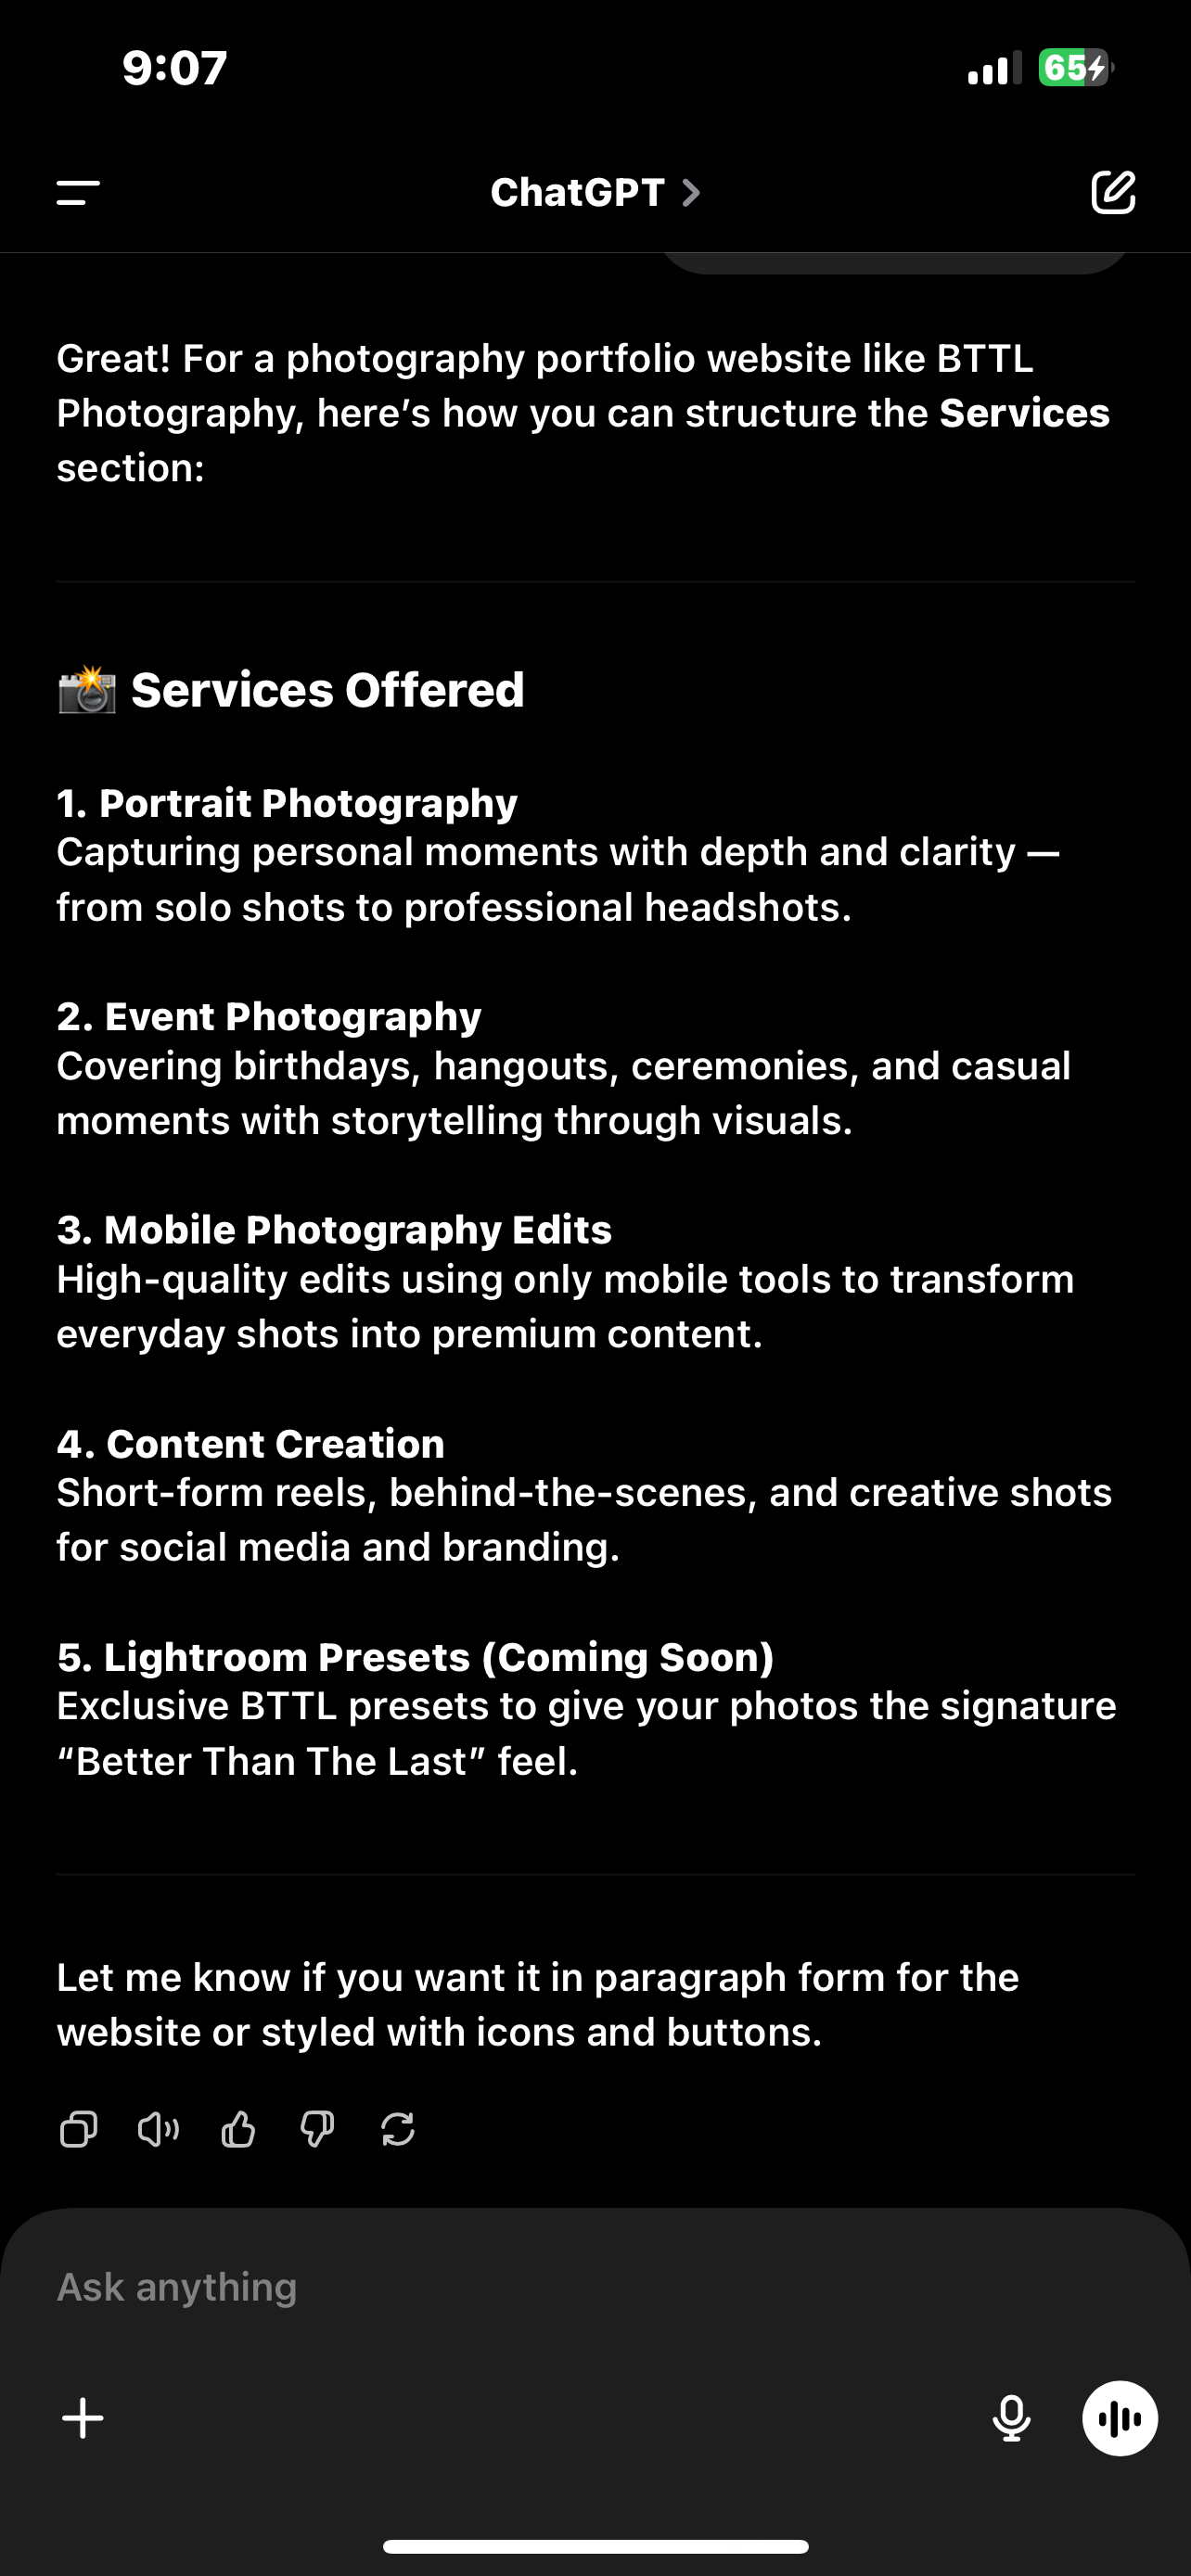 9:07
65
ChatGPT
Great! For a photography portfolio website like BTTL
Photography, here’s how you can structure the Services
section:
Services Offered
1. Portrait Photography
Capturing personal moments with depth and clarity —
from solo shots to professional headshots.
2. Event Photography
Covering birthdays, hangouts, ceremonies, and casual
moments with storytelling through visuals.
3. Mobile Photography Edits
High-quality edits using only mobile tools to transform
everyday shots into premium content.
4. Content Creation
Short-form reels, behind-the-scenes, and creative shots
for social media and branding.
5. Lightroom Presets (Coming Soon)
Exclusive BTTL presets to give your photos the signature
“Better Than The Last” feel.
Let me know if you want it in paragraph form for the
website or styled with icons and buttons.
Ask anything